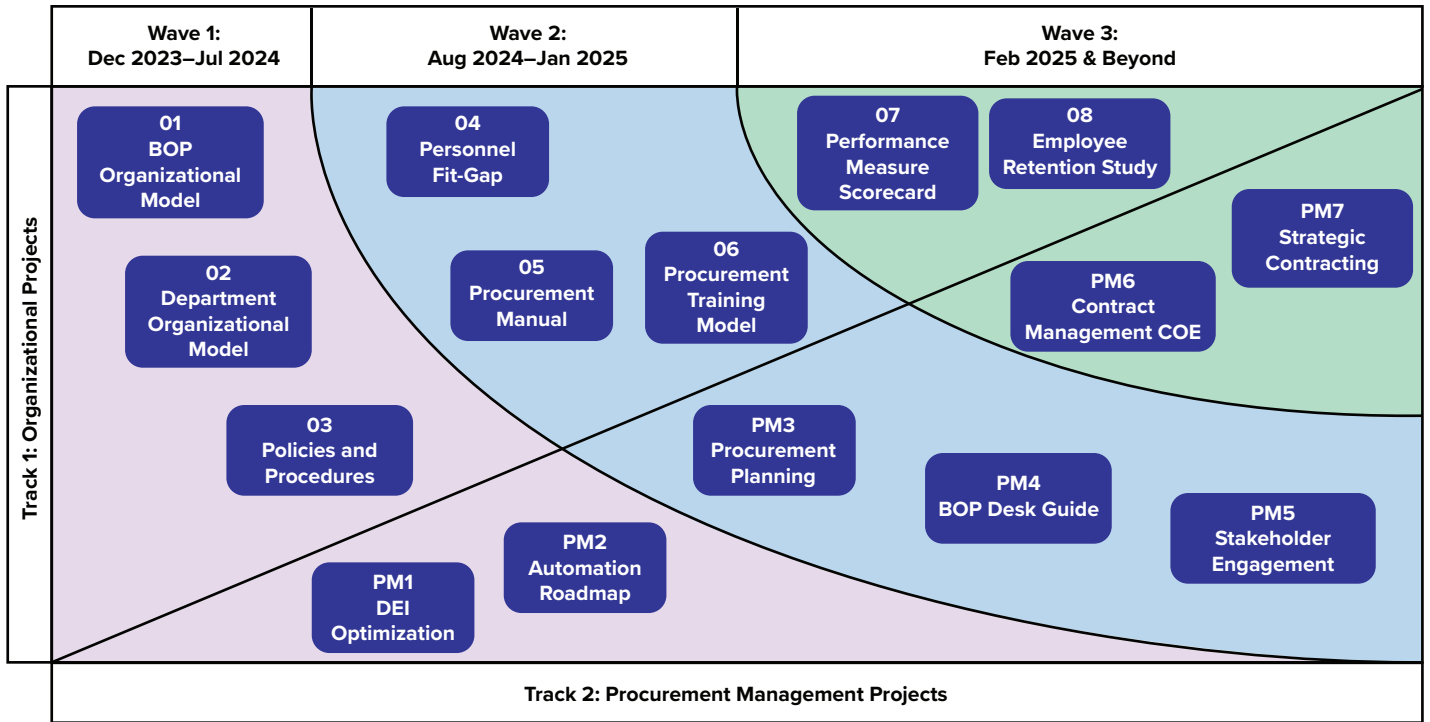 Wave 1:
Dec 2023–Jul 2024
Wave 2:
Aug 2024–Jan 2025
Wave 3:
Feb 2025 & Beyond
Track 1: Organizational Projects
01
BOP
Organizational
Model
02
Department
Organizational
Model
03
Policies and
Procedures
04
Personnel
Fit-Gap
05
Procurement
Manual
06
Procurement
Training
Model
07
Performance
Measure
Scorecard
08
Employee
Retention Study
PM1
DEI
Optimization
PM2
Automation
Roadmap
PM3
Procurement
Planning
PM4
BOP Desk Guide
PM5
Stakeholder
Engagement
PM6
Contract
Management COE
PM7
Strategic
Contracting
Track 2: Procurement Management Projects